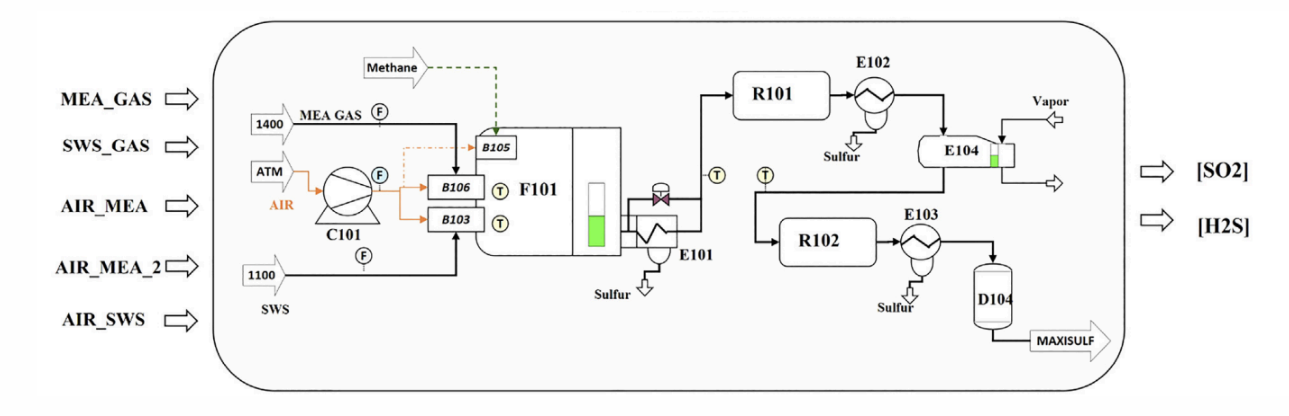 MEA_GAS
SWS_GAS
AIR_MEA
AIR_MEA_2
AIR_SWS
Methane
1400
MEA GAS
F
ATM
AIR
F
C101
1100
F
SWS
B105
B106
T
B103
T
F101
E101
Sulfur
T
R101
E102
Sulfur
Vapor
E104
T
R102
E103
Sulfur
D104
MAXISULF
[SO2]
[H2S]